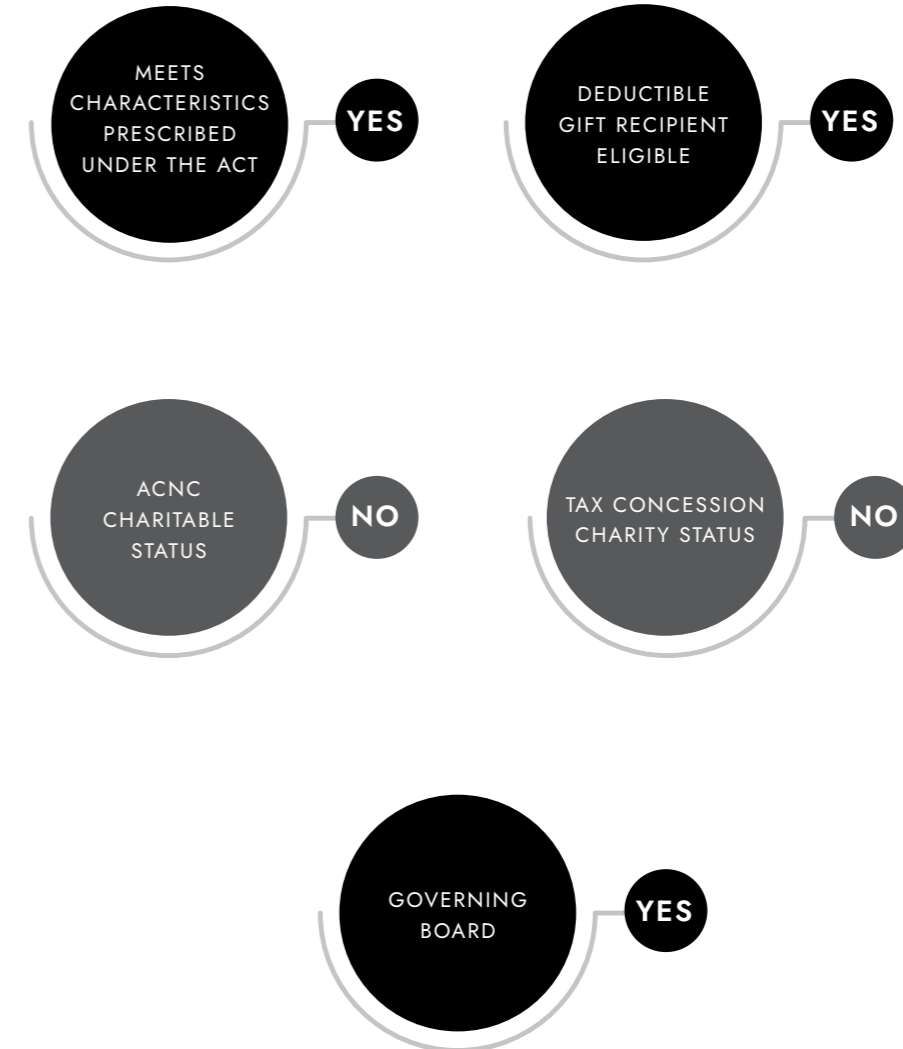 MEETS
CHARACTERISTICS
PRESCRIBED
UNDER THE ACT
YES
DEDUCTIBLE
GIFT RECIPIENT
ELIGIBLE
YES
ACNC
CHARITABLE
STATUS
NO
TAX CONCESSION
CHARITY STATUS
NO
GOVERNING
BOARD
YES